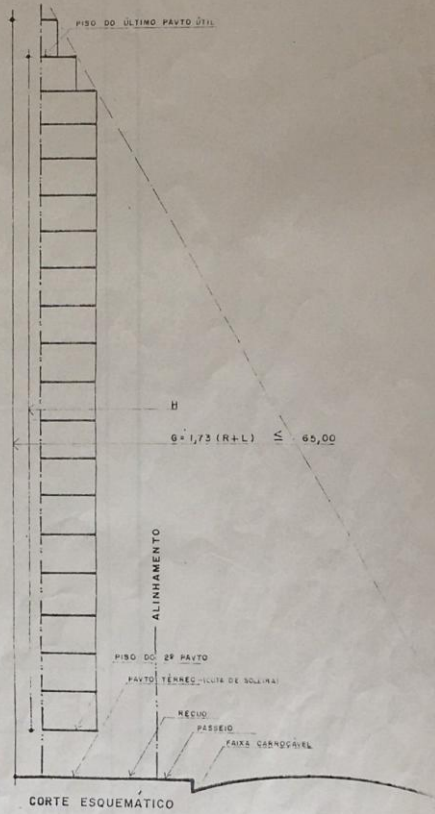 PISO DO ÚLTIMO PAVTO ÚTIL
H
G= 1,73 (R+L) ≤ 65,00
ALINHAMENTO
PISO DO 2º PAVTO
PAVTO TÉRREO (COTA DE SOLEIRA)
RECUO
PASSEIO
FAIXA CARROÇÁVEL
CORTE ESQUEMÁTICO